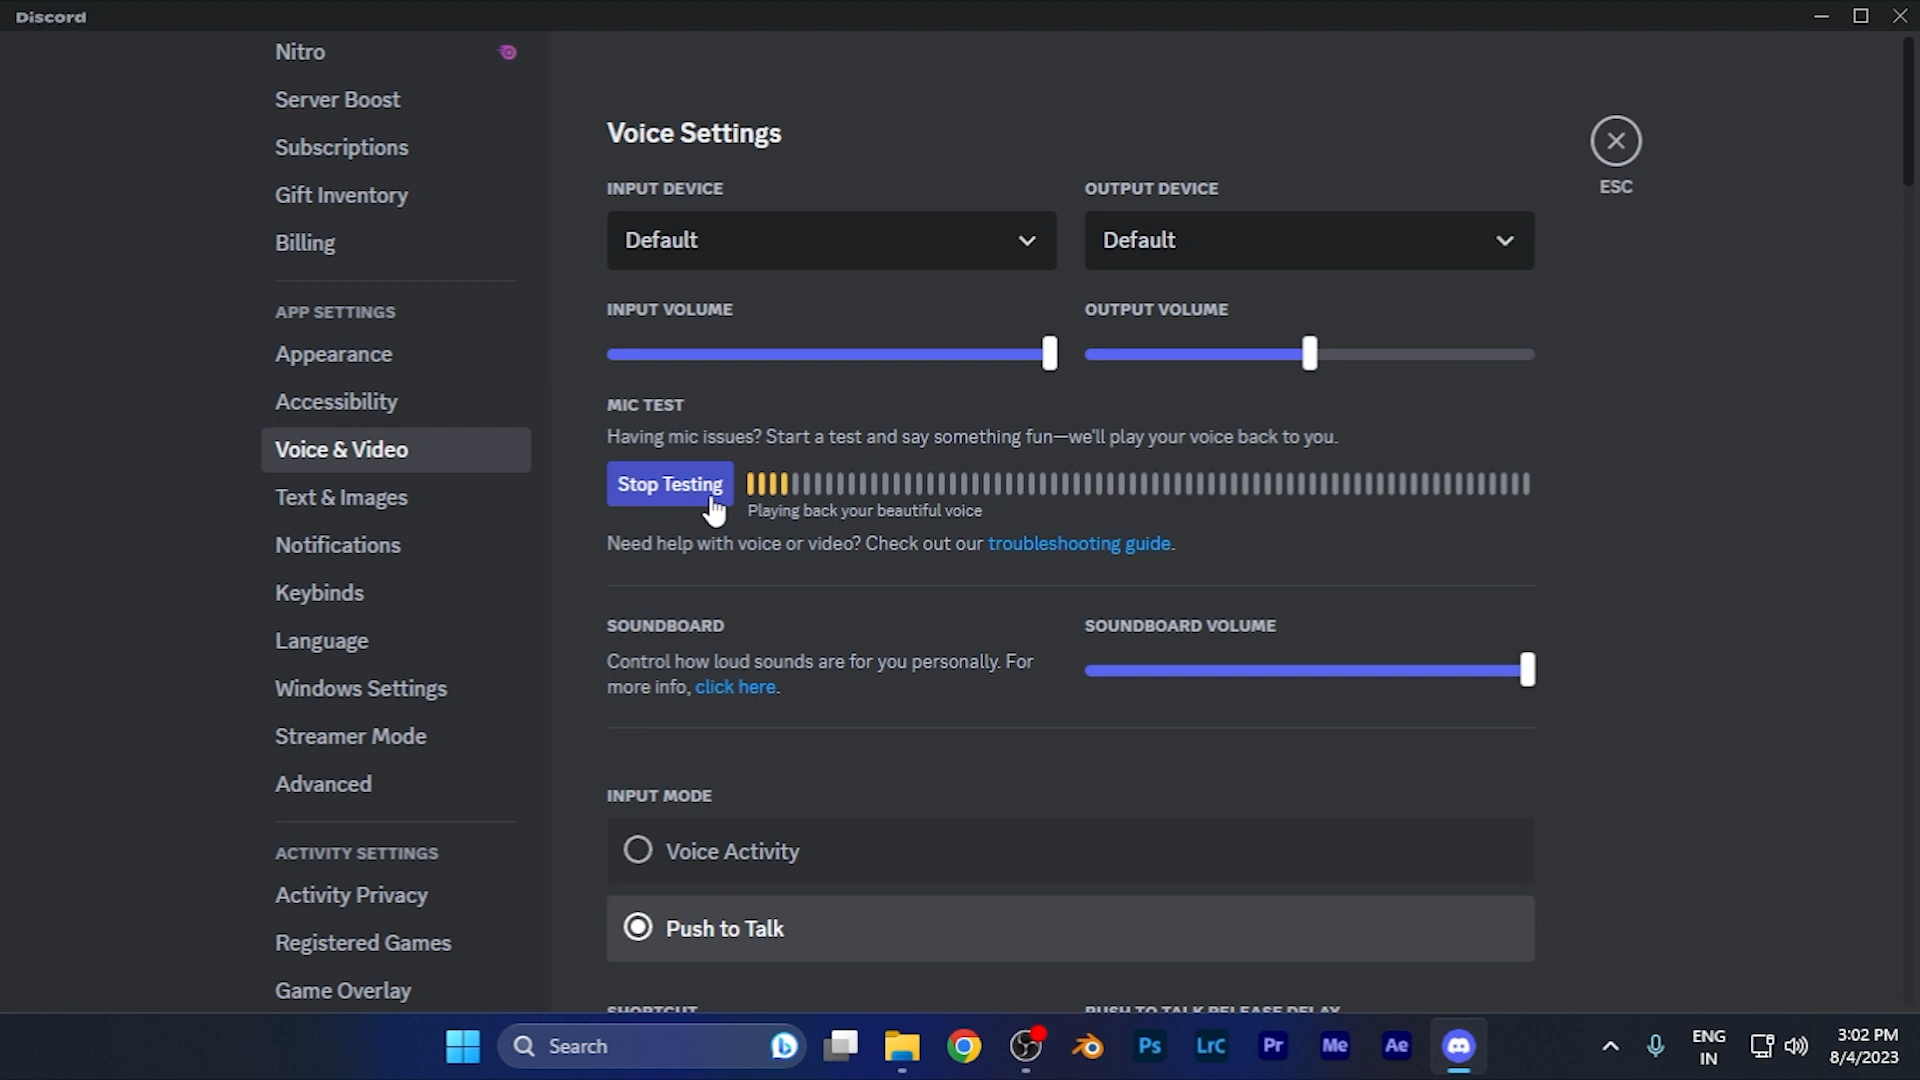 Discord
Nitro
Server Boost
Subscriptions
Gift Inventory
Billing
APP SETTINGS
Appearance
Accessibility
Voice & Video
Text & Images
Notifications
Keybinds
Language
Windows Settings
Streamer Mode
Advanced
ACTIVITY SETTINGS
Activity Privacy
Registered Games
Game Overlay
Voice Settings
ESC
INPUT DEVICE
OUTPUT DEVICE
Default
Default
INPUT VOLUME
OUTPUT VOLUME
MIC TEST
Having mic issues? Start a test and say something fun—we'll play your voice back to you.
Stop Testing
Playing back your beautiful voice
Need help with voice or video? Check out our troubleshooting guide.
SOUNDBOARD
SOUNDBOARD VOLUME
Control how loud sounds are for you personally. For
more info, click here.
INPUT MODE
Voice Activity
Push to Talk
SHORTCUT
PUSH TO TALK RELEASE DELAY
Search
Ps
LrC
Pr
Me
Ae
ENG
IN
3:02 PM
8/4/2023